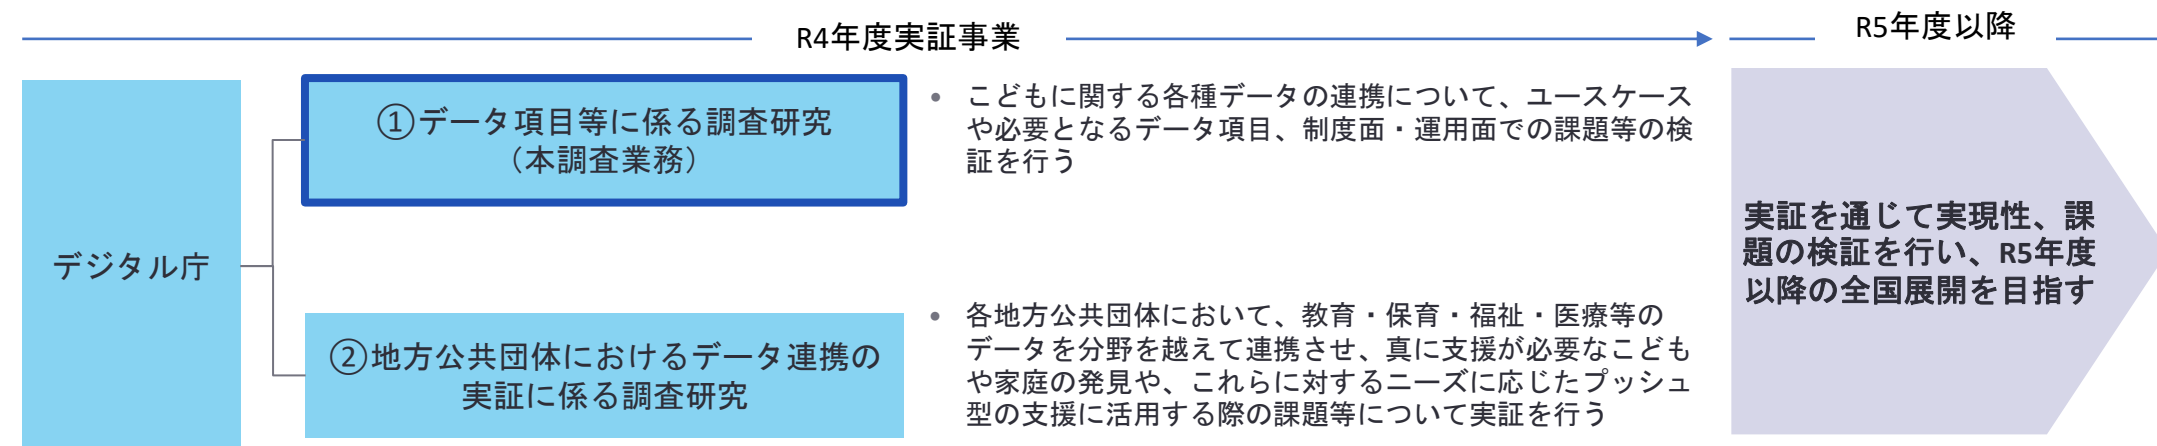 R4年度実証事業
R5年度以降
デジタル庁
①データ項目等に係る調査研究
（本調査業務）
• こどもに関する各種データの連携について、ユースケース
や必要となるデータ項目、制度面・運用面での課題等の検
証を行う
②地方公共団体におけるデータ連携の
実証に係る調査研究
• 各地方公共団体において、教育・保育・福祉・医療等の
データを分野を越えて連携させ、真に支援が必要なこども
や家庭の発見や、これらに対するニーズに応じたプッシュ
型の支援に活用する際の課題等について実証を行う
実証を通じて実現性、課
題の検証を行い、R5年度
以降の全国展開を目指す